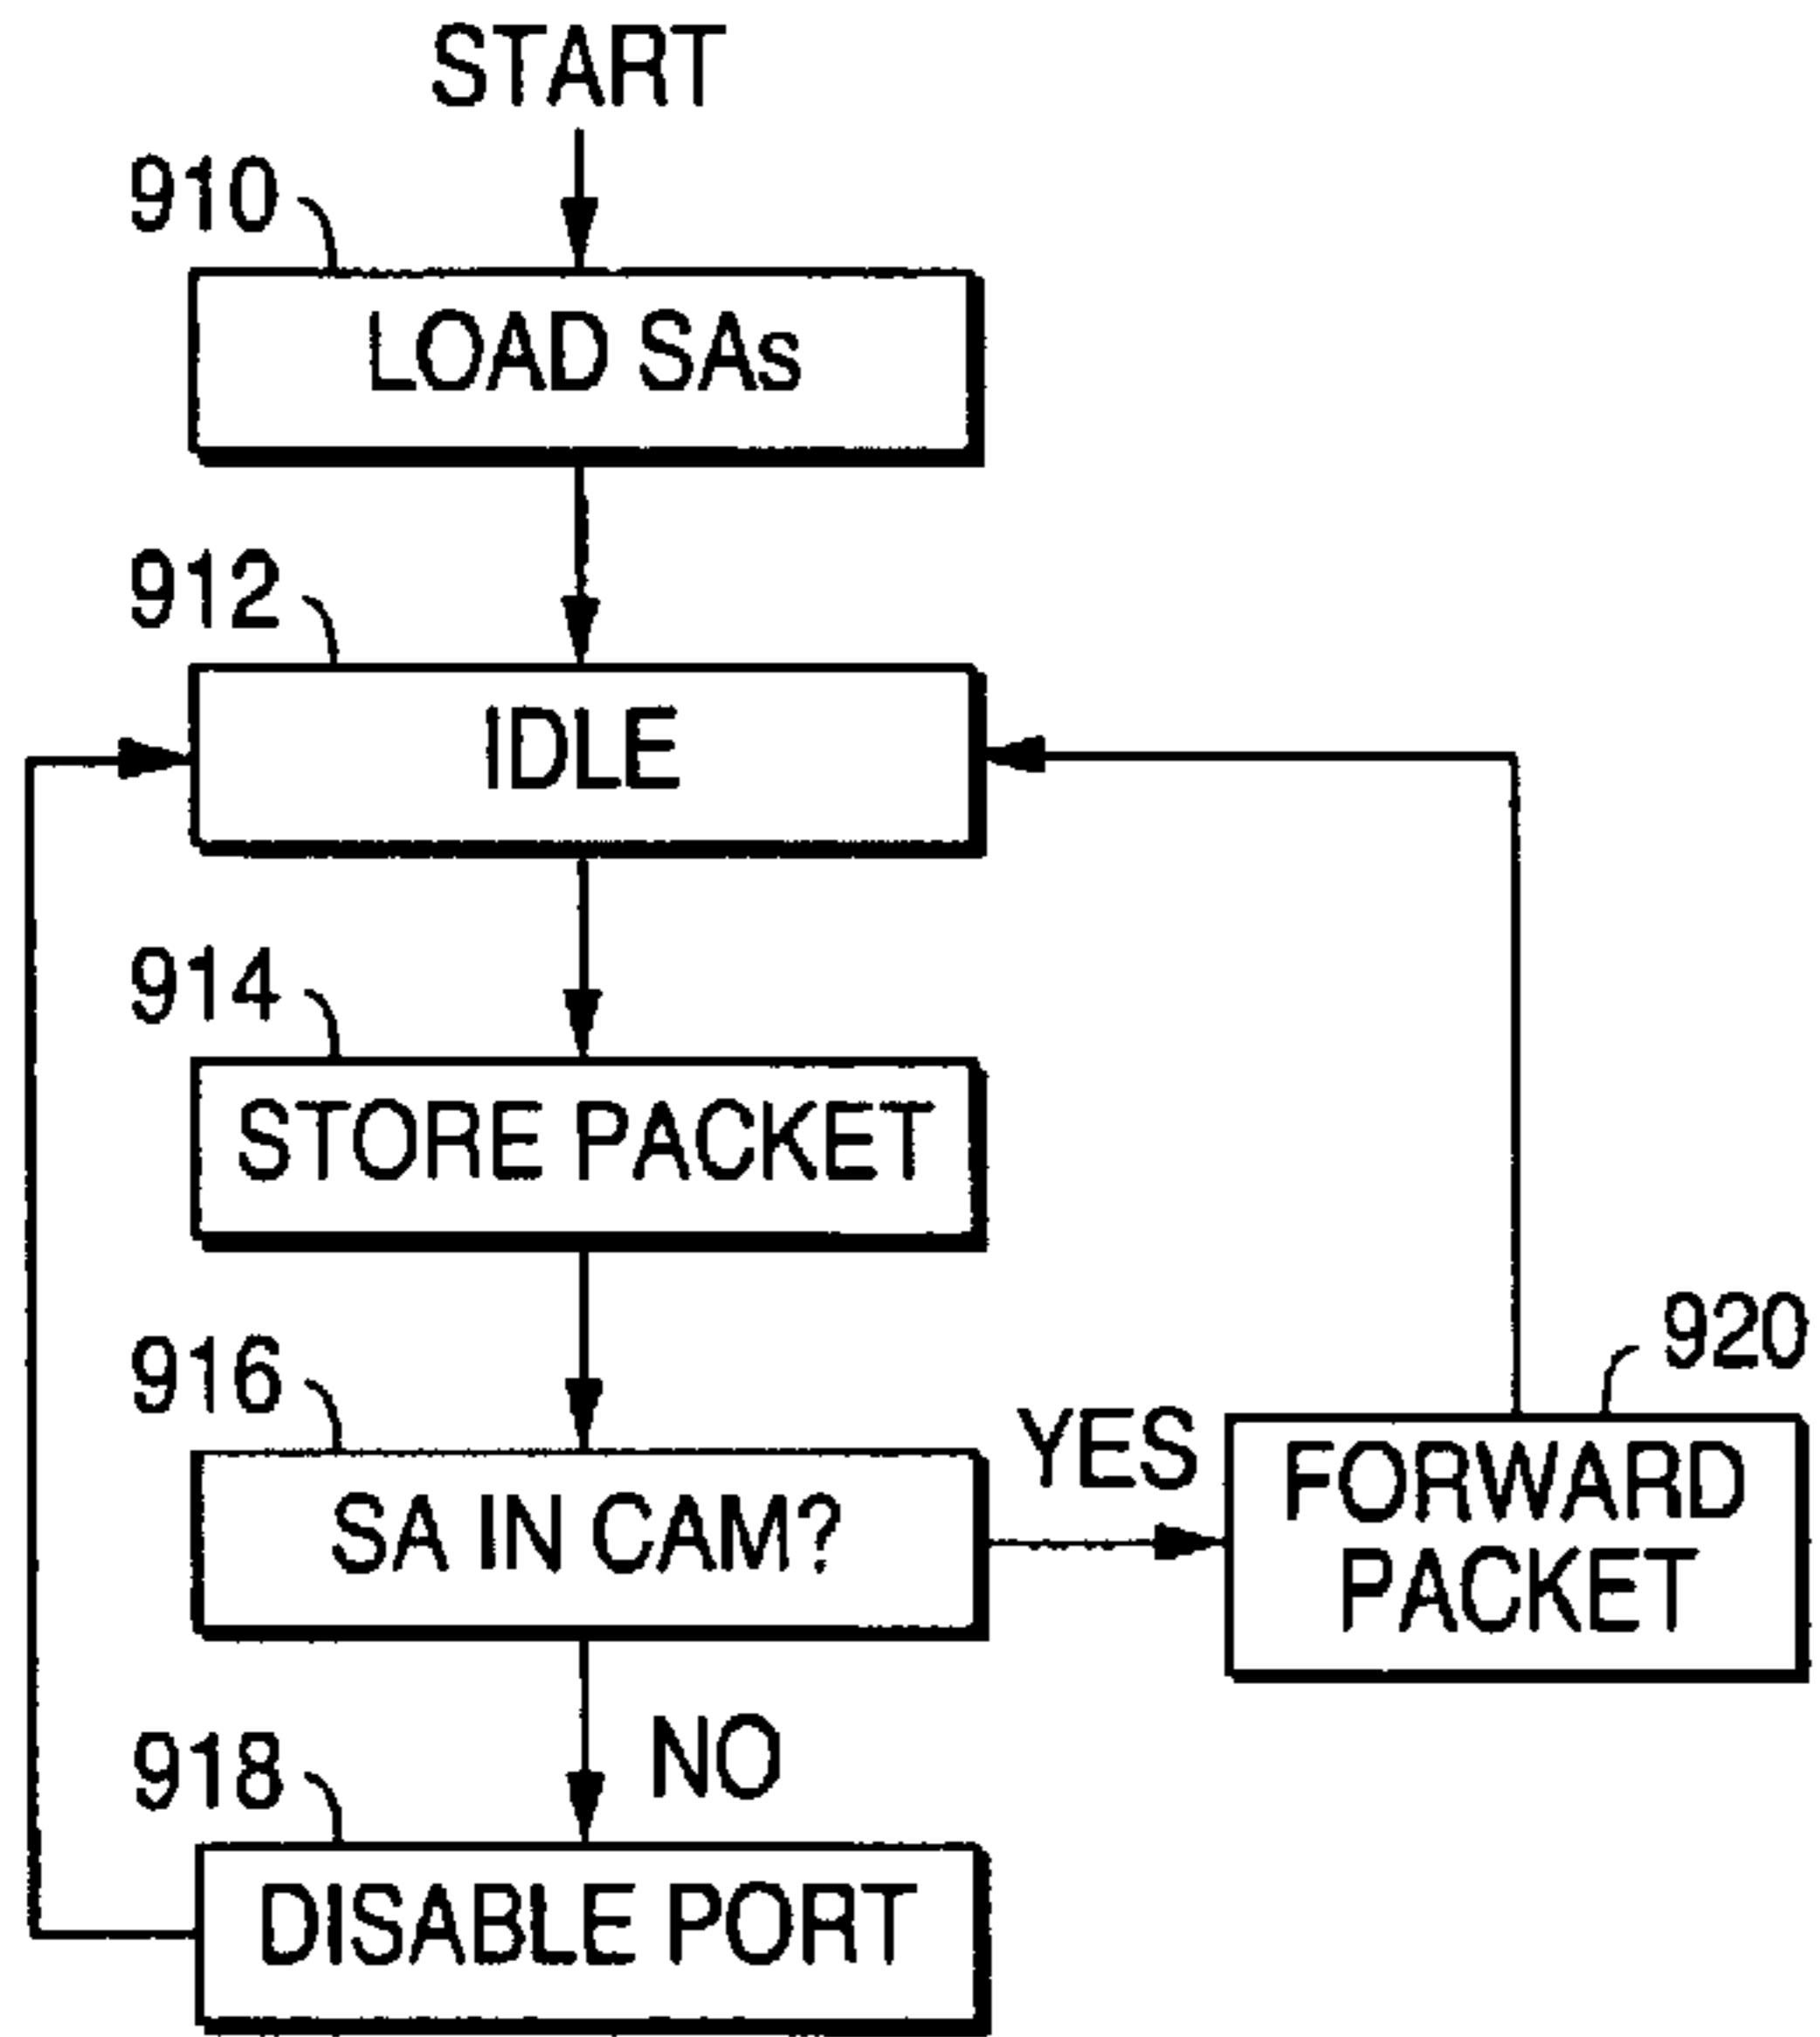 START
910
LOAD SAs
912
IDLE
914
STORE PACKET
916
SA IN CAM?
YES
920
FORWARD
PACKET
NO
918
DISABLE PORT